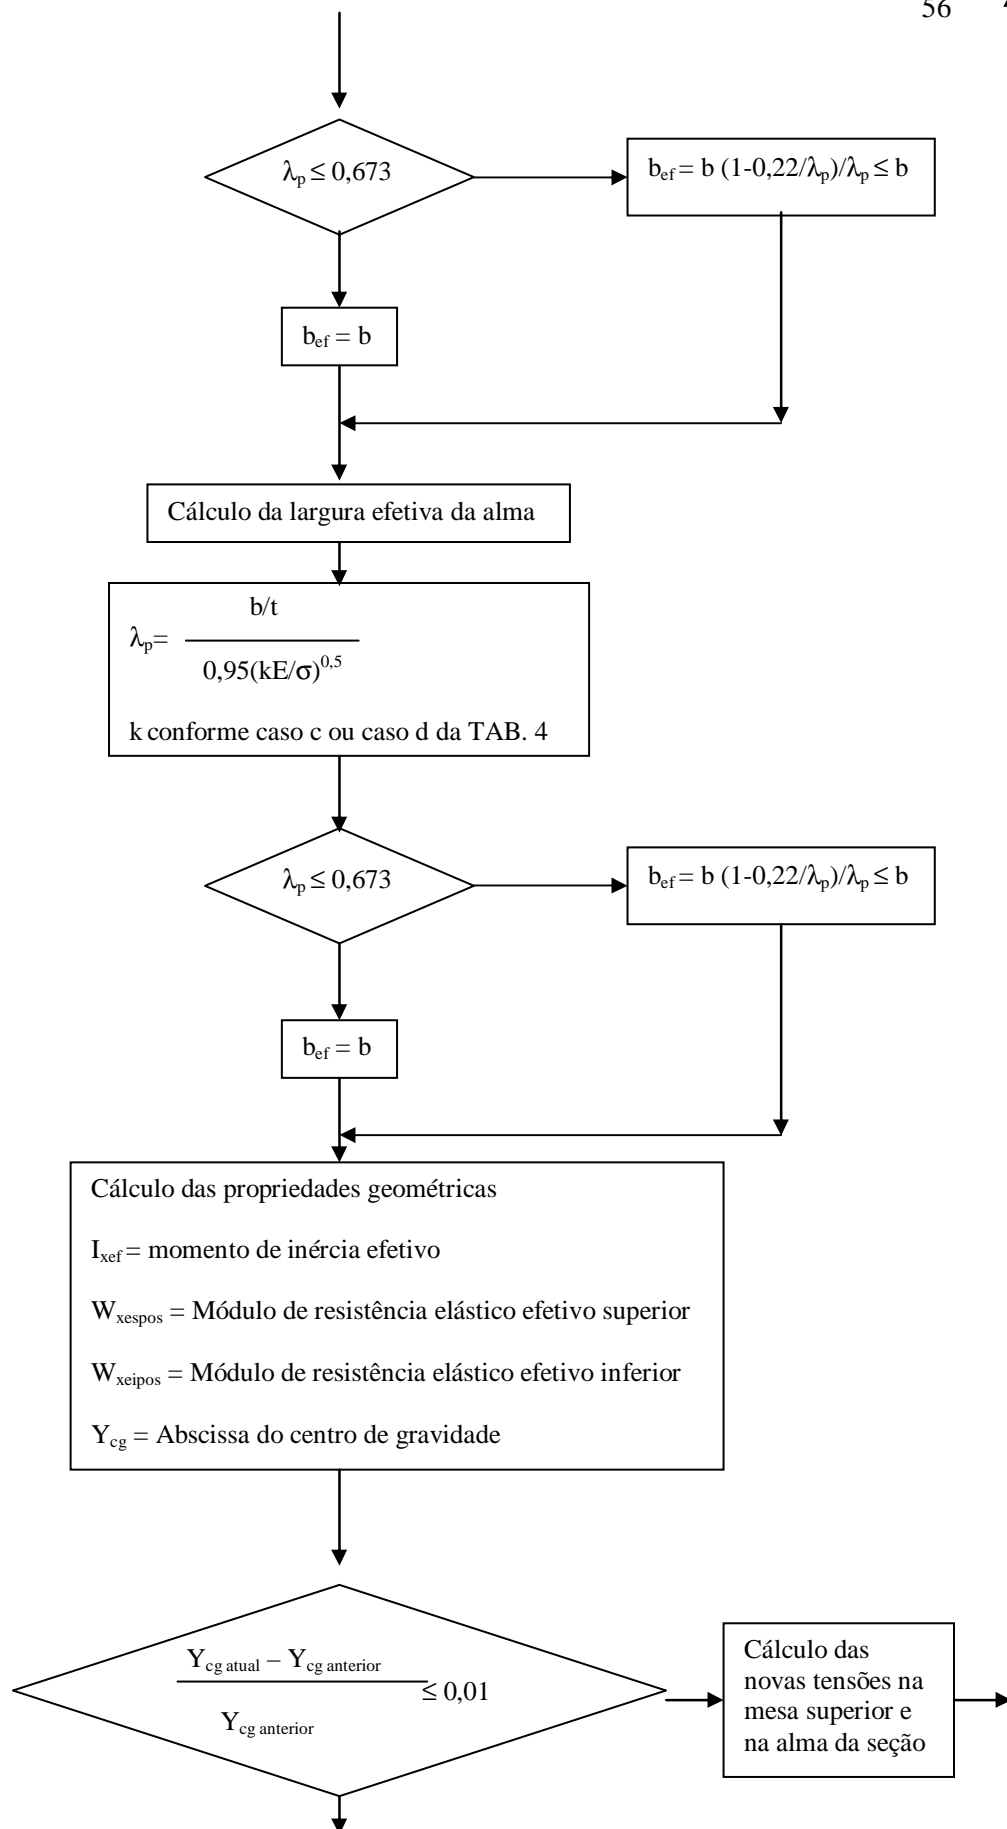 56
λp ≤ 0,673
bef = b (1-0,22/λp)/λp ≤ b
bef = b
Cálculo da largura efetiva da alma
b/t
λp=
0,95(kE/σ)^0,5
k conforme caso c ou caso d da TAB. 4
λp ≤ 0,673
bef = b (1-0,22/λp)/λp ≤ b
bef = b
Cálculo das propriedades geométricas
Ixef = momento de inércia efetivo
Wxespos = Módulo de resistência elástico efetivo superior
Wxeipos = Módulo de resistência elástico efetivo inferior
Ycg = Abscissa do centro de gravidade
Ycg atual – Ycg anterior
≤ 0,01
Ycg anterior
Cálculo das
novas tensões na
mesa superior e
na alma da seção